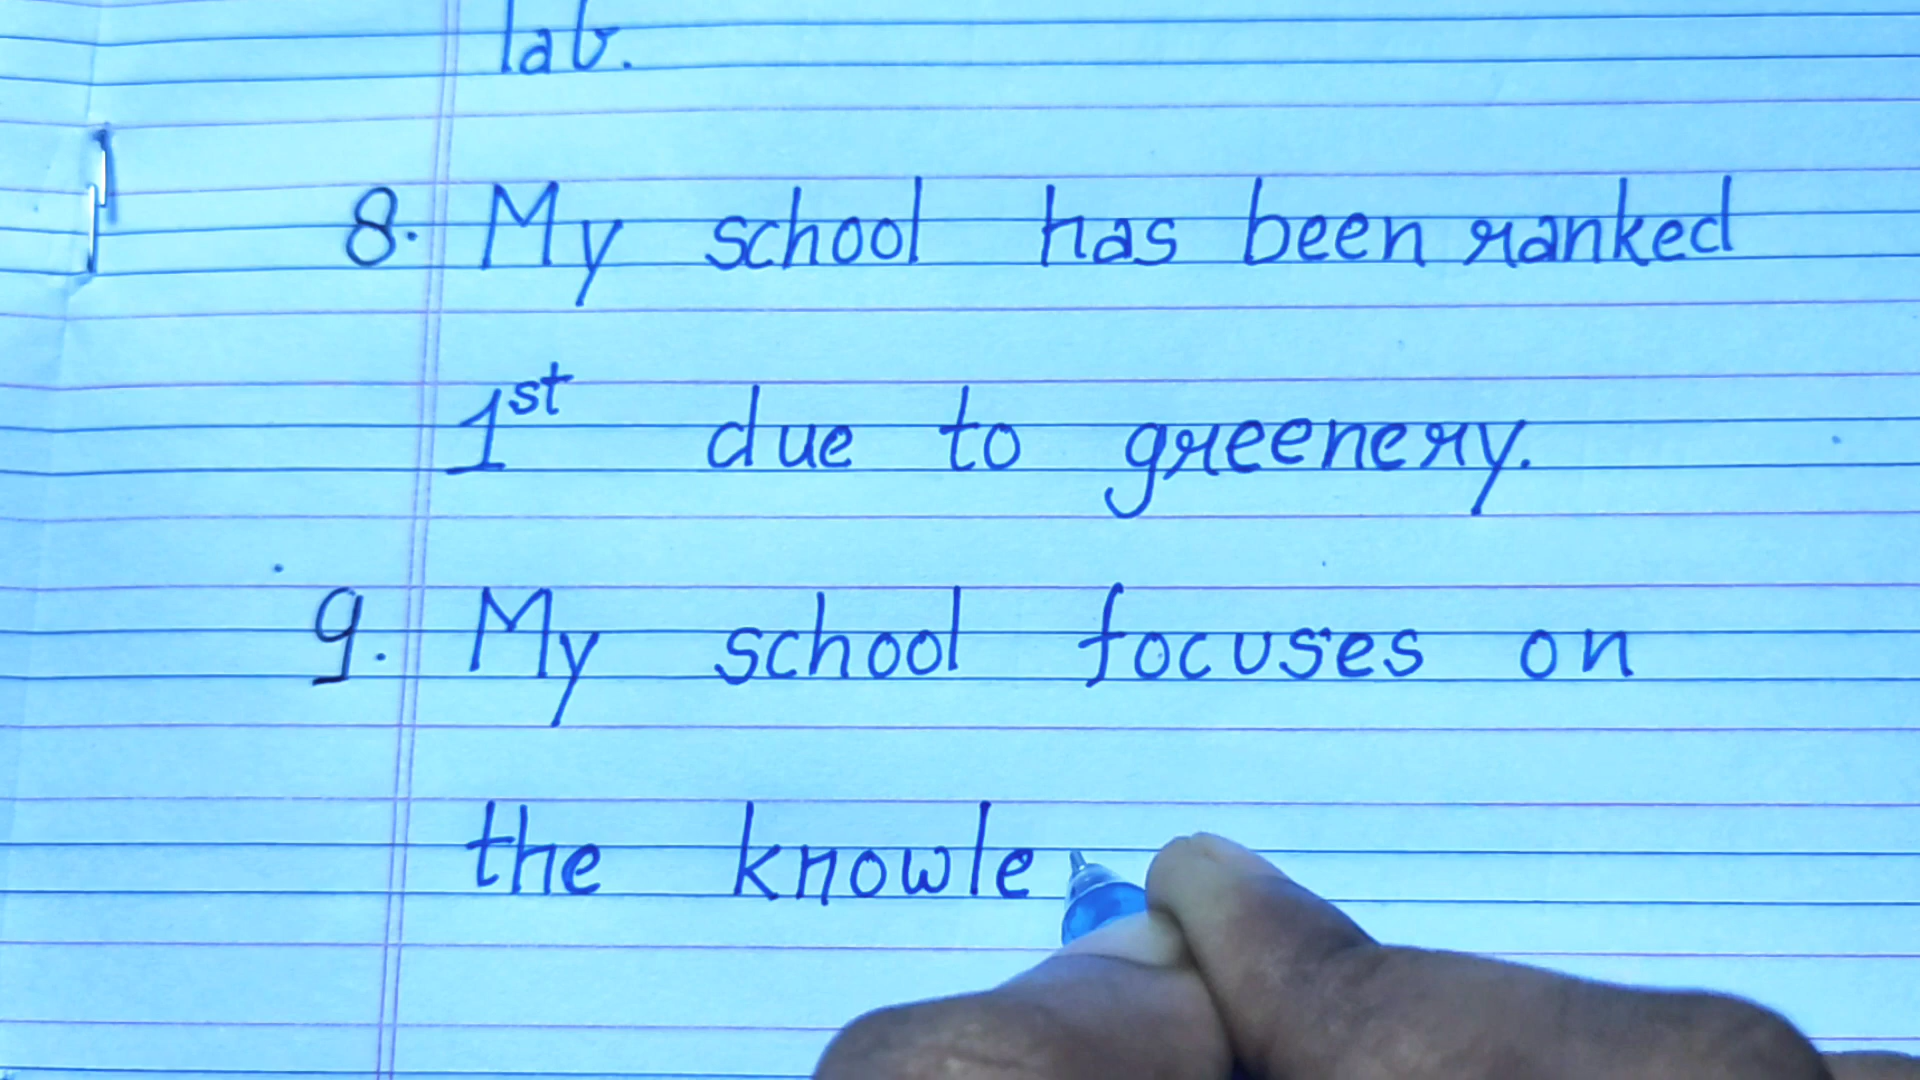 lab.
8. My school has been ranked
1st due to greenery.
9. My school focuses on
the knowle